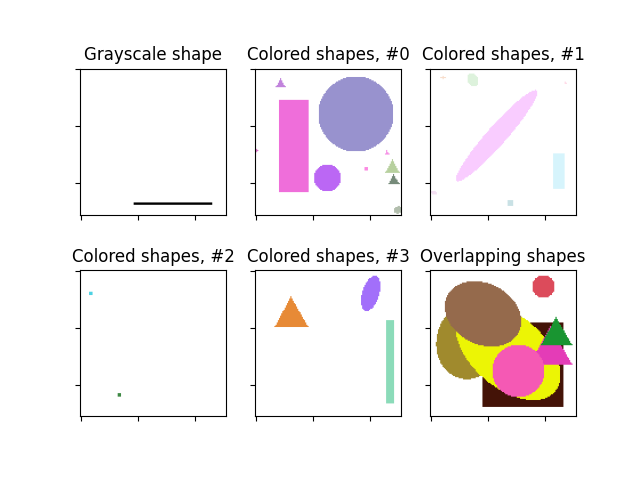 Grayscale shape
Colored shapes, #0
Colored shapes, #1
Colored shapes, #2
Colored shapes, #3
Overlapping shapes